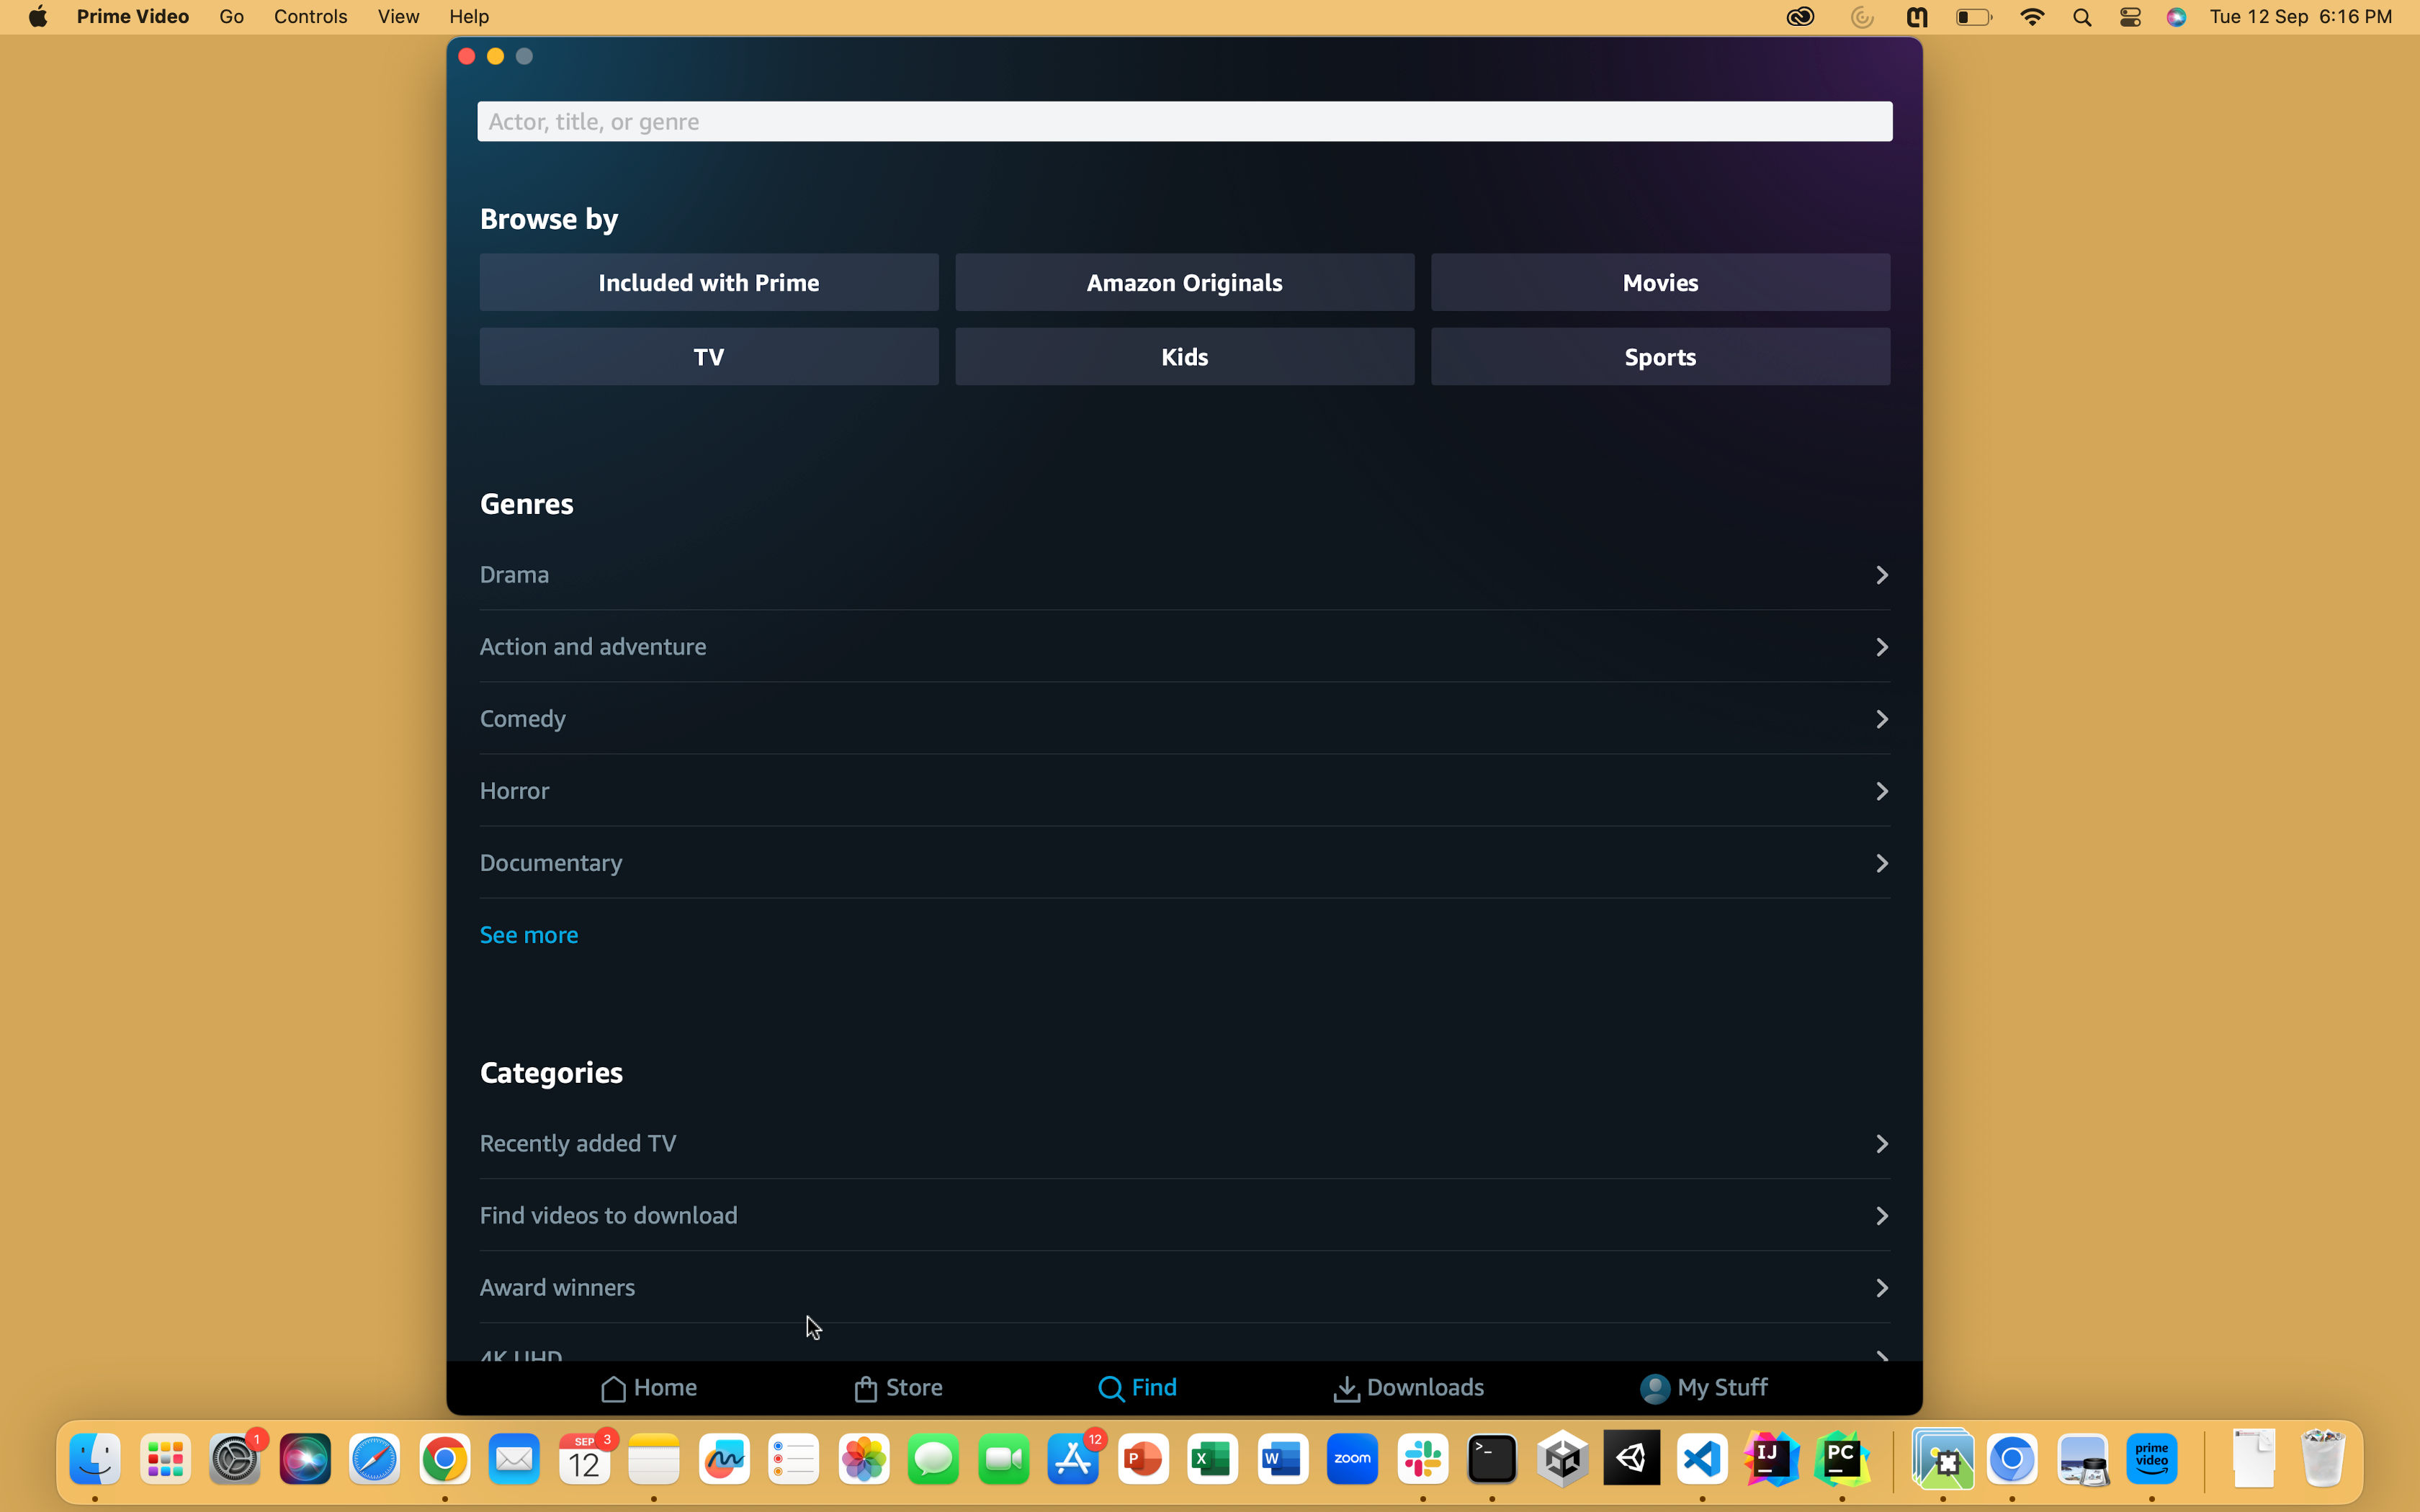 Prime Video Go Controls View Help Tue 12 Sep 6:16 PM
Actor, title, or genre
Browse by
Included with Prime Amazon Originals Movies
TV Kids Sports
Genres
Drama
Action and adventure
Comedy
Horror
Documentary
See more
Categories
Recently added TV
Find videos to download
Award winners
4K UHD
Home Store Find Downloads My Stuff
1 SEP 3 12 12 P X W zoom >_ IJ PC prime video